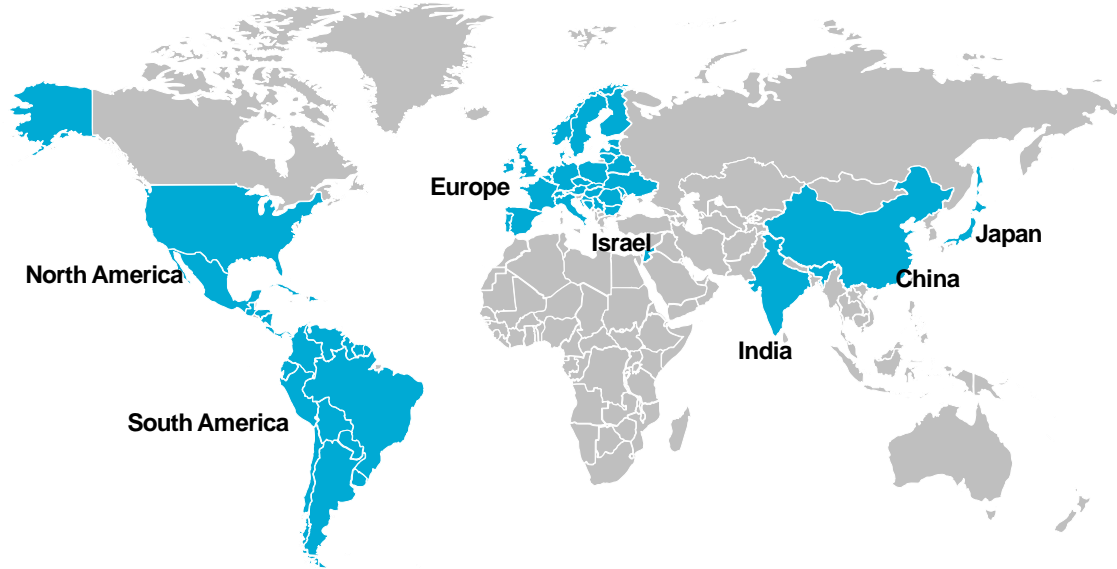 Europe
Israel
Japan
North America
China
India
South America